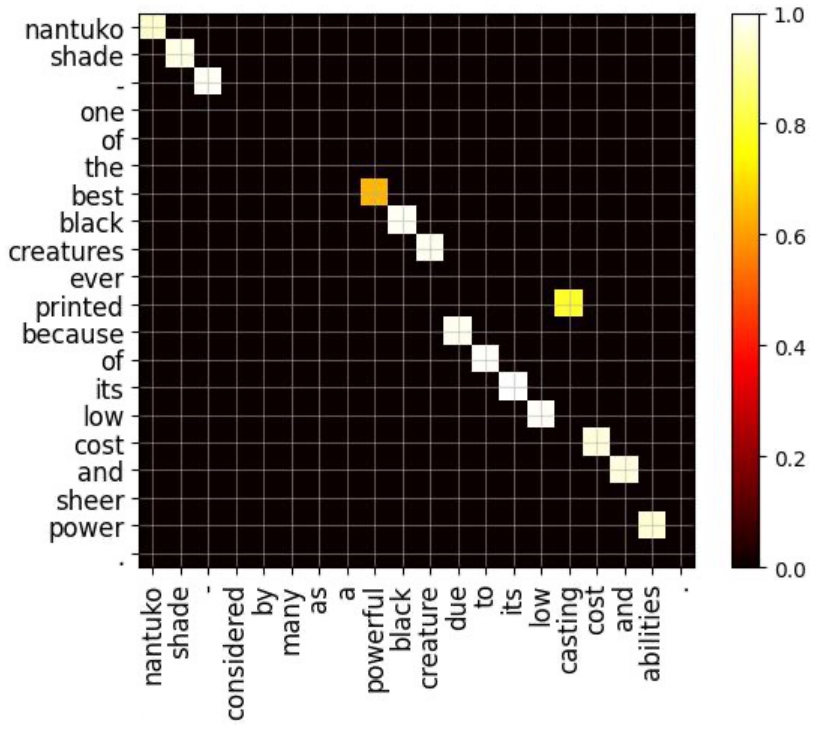 nantuko
shade
-
one
of
the
best
black
creatures
ever
printed
because
of
its
low
cost
and
sheer
power
.
nantuko
shade
-
considered
by
many
as
a
powerful
black
creature
due
to
its
low
casting
cost
and
abilities
.
1.0
0.8
0.6
0.4
0.2
0.0